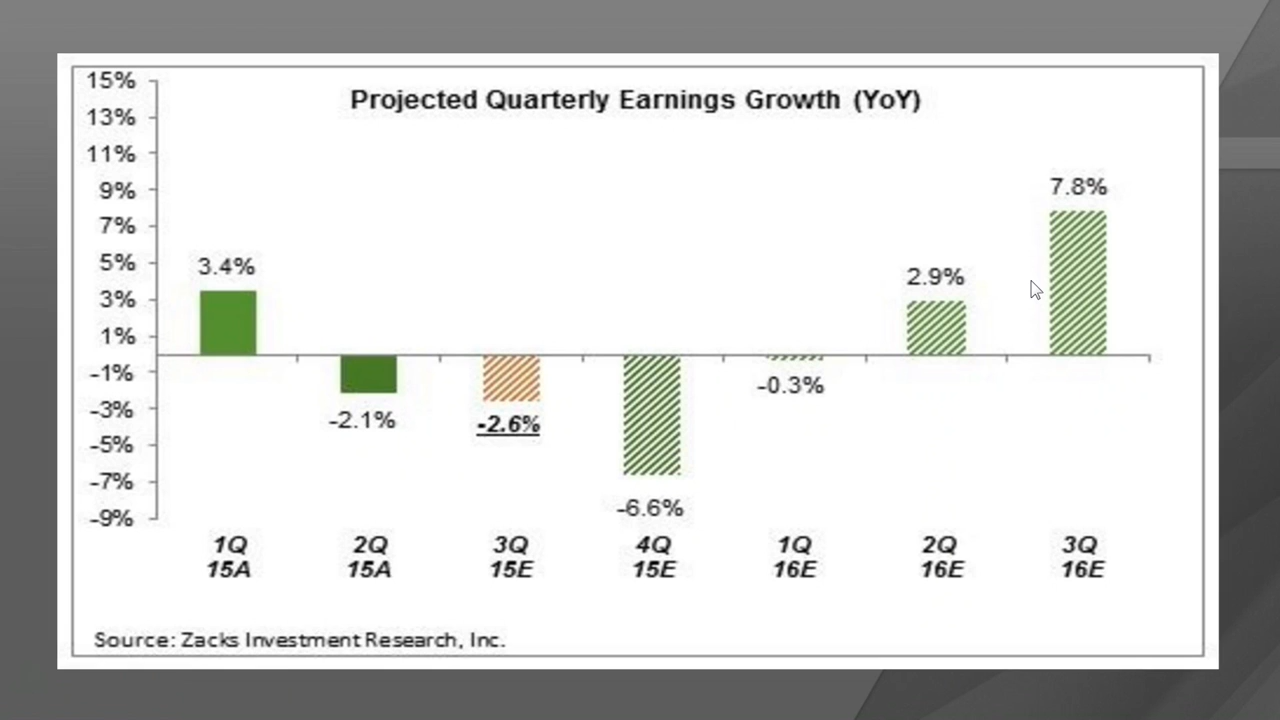 Projected Quarterly Earnings Growth (YoY)
15%
13%
11%
9%
7%
5%
3%
1%
-1%
-3%
-5%
-7%
-9%
3.4%
-2.1%
-2.6%
-6.6%
-0.3%
2.9%
7.8%
1Q
15A
2Q
15A
3Q
15E
4Q
15E
1Q
16E
2Q
16E
3Q
16E
Source: Zacks Investment Research, Inc.